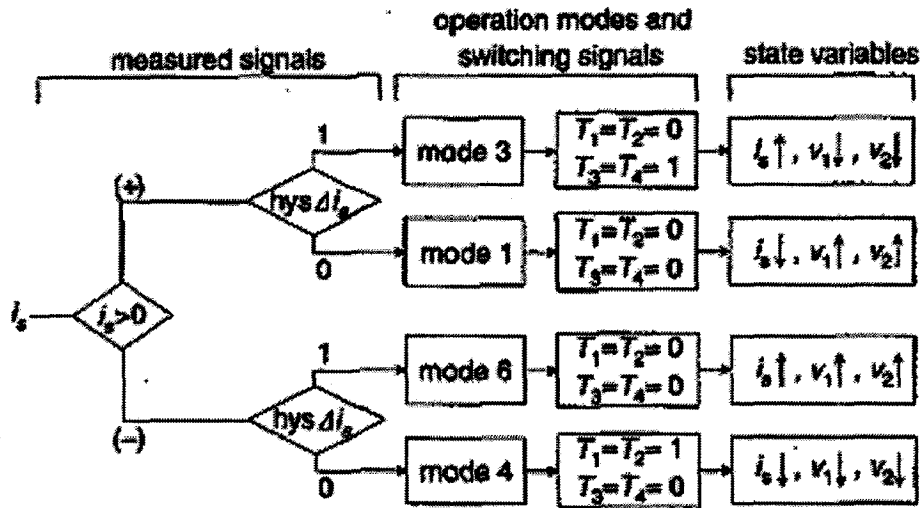 measured signals
operation modes and
switching signals
state variables
i_s
i_s>0
(+)
(−)
hys Δi_s
1
0
mode 3
T₁=T₂= 0
T₃=T₄= 1
i_s↑ , v₁↓ , v₂↓
mode 1
T₁=T₂= 0
T₃=T₄= 0
i_s↓ , v₁↑ , v₂↑
hys Δi_s
1
0
mode 6
T₁=T₂= 0
T₃=T₄= 0
i_s↑ , v₁↑ , v₂↑
mode 4
T₁=T₂= 1
T₃=T₄= 0
i_s↓ , v₁↓ , v₂↓